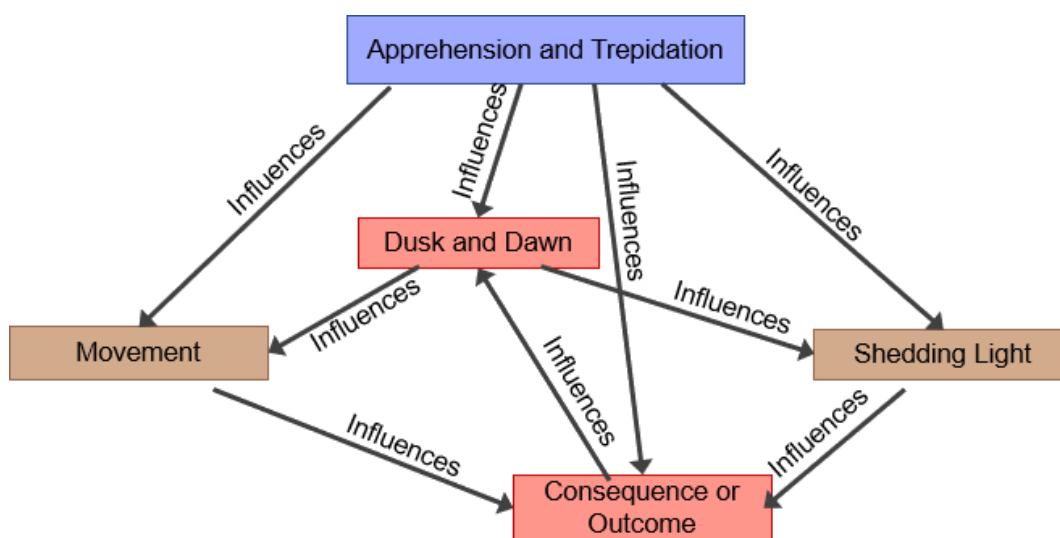 Apprehension and Trepidation
Influences
Influences
Influences
Influences
Dusk and Dawn
Influences
Influences
Movement
Shedding Light
Influences
Influences
Influences
Consequence or
Outcome